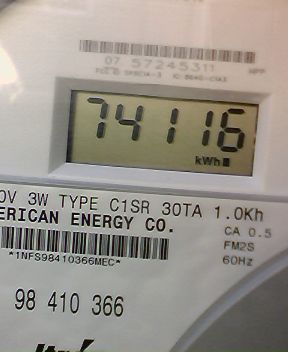 07 57245311
74116
kWh
0V 3W TYPE C1SR 30TA 1.0Kh
ERICAN ENERGY CO.
CA 0.5
FM2S
*1NFS98410366MEC*
60Hz
98 410 366